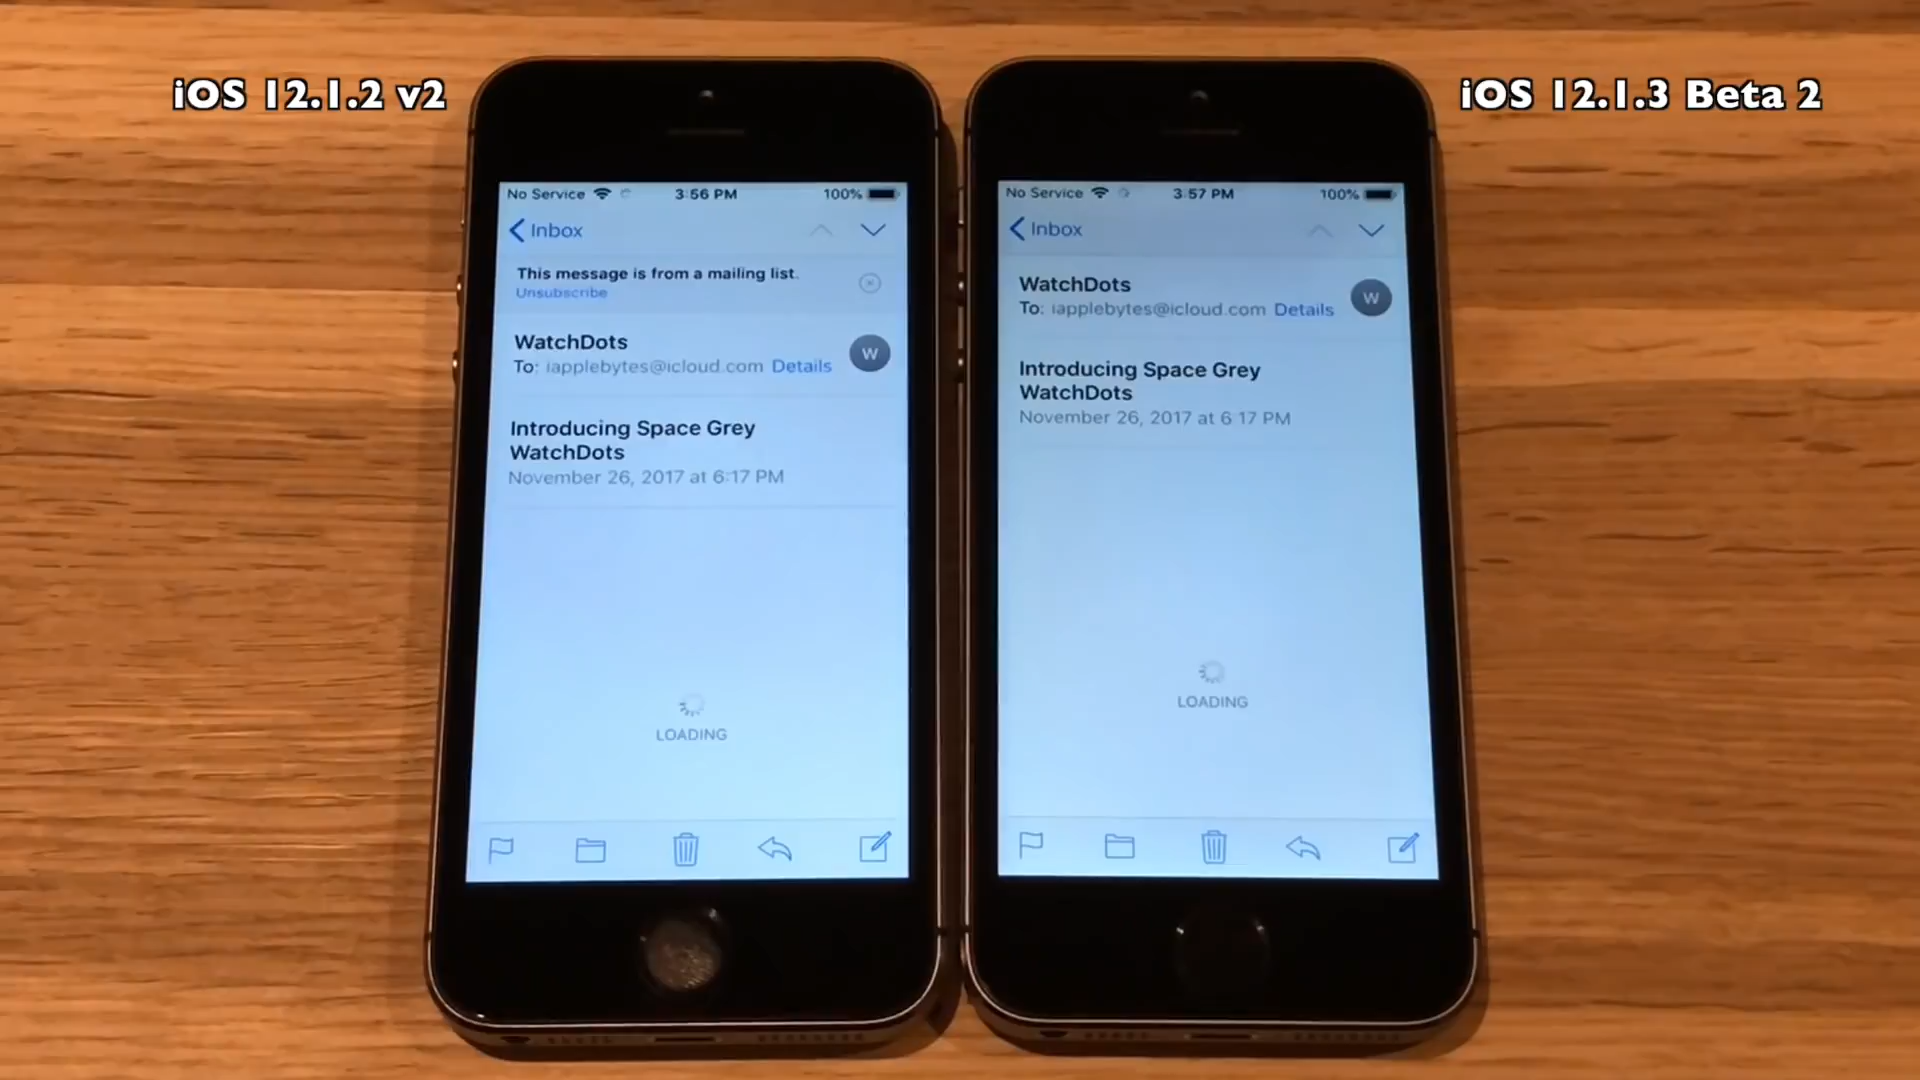 iOS 12.1.2 v2
iOS 12.1.3 Beta 2
No Service 3:56 PM 100%
Inbox
This message is from a mailing list.
Unsubscribe
WatchDots
W
To: iapplebytes@icloud.com Details
Introducing Space Grey
WatchDots
November 26, 2017 at 6:17 PM
LOADING
No Service 3:57 PM 100%
Inbox
WatchDots
W
To: iapplebytes@icloud.com Details
Introducing Space Grey
WatchDots
November 26, 2017 at 6 17 PM
LOADING